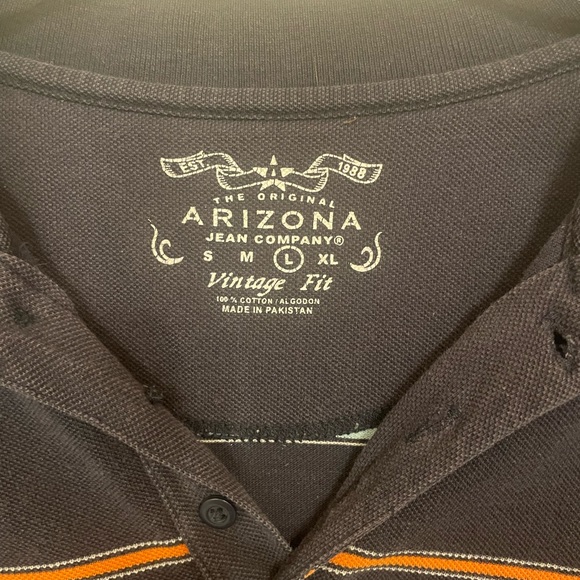 EST. 1988
THE ORIGINAL
ARIZONA
JEAN COMPANY®
S M L XL
Vintage Fit
100 % COTTON / ALGODON
MADE IN PAKISTAN